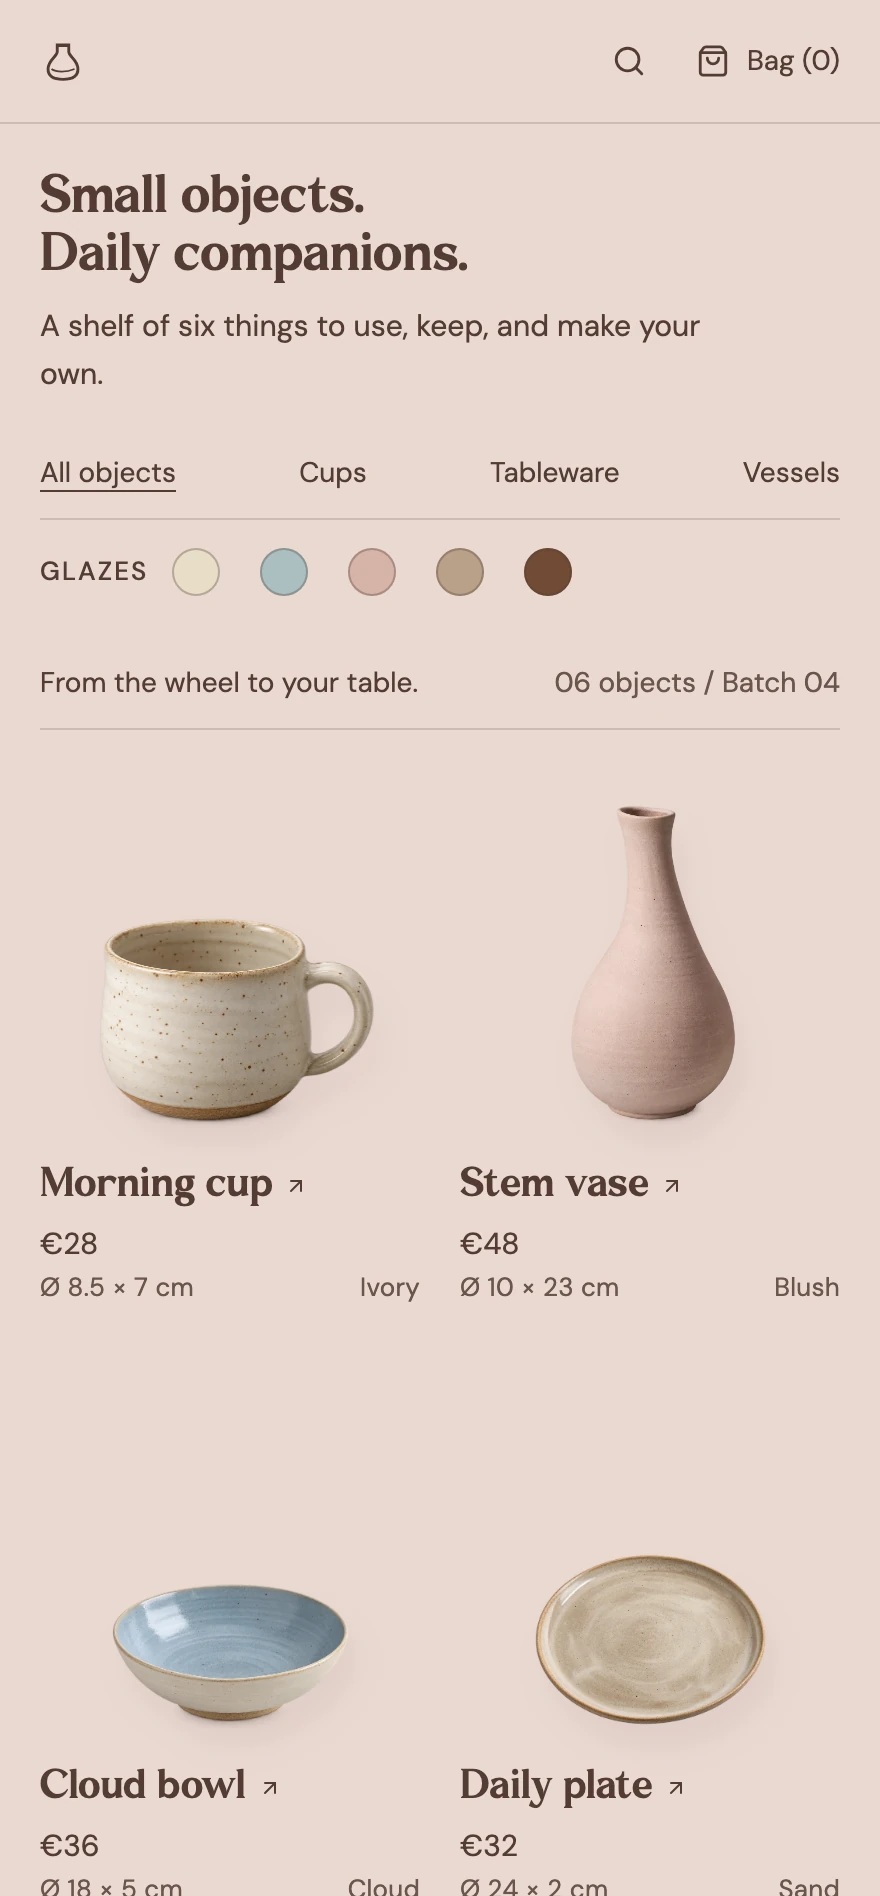 Bag (0)
Small objects.
Daily companions.
A shelf of six things to use, keep, and make your
own.
All objects Cups Tableware Vessels
GLAZES
From the wheel to your table. 06 objects / Batch 04
Morning cup ↗ Stem vase ↗
€28 €48
Ø 8.5 × 7 cm Ivory Ø 10 × 23 cm Blush
Cloud bowl ↗ Daily plate ↗
€36 €32
Ø 18 × 5 cm Cloud Ø 24 × 2 cm Sand